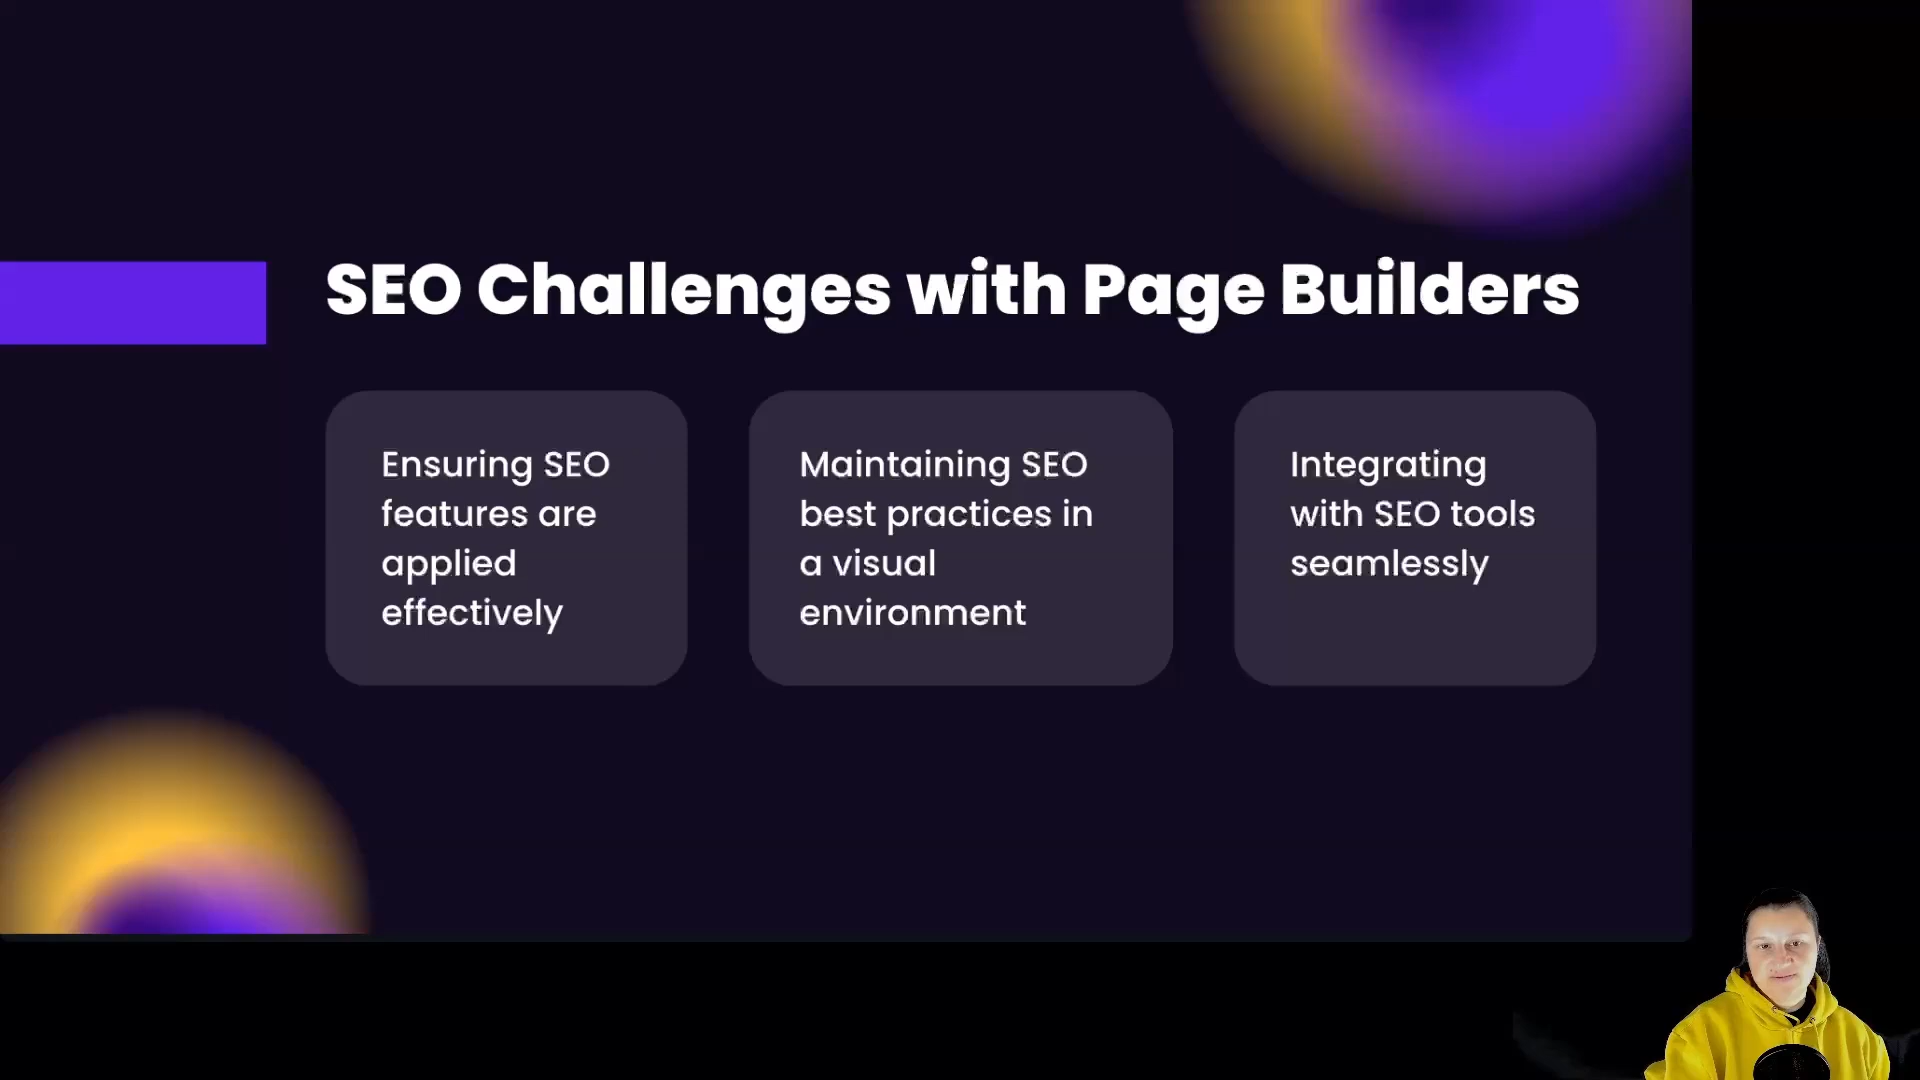 SEO Challenges with Page Builders
Ensuring SEO
features are
applied
effectively
Maintaining SEO
best practices in
a visual
environment
Integrating
with SEO tools
seamlessly